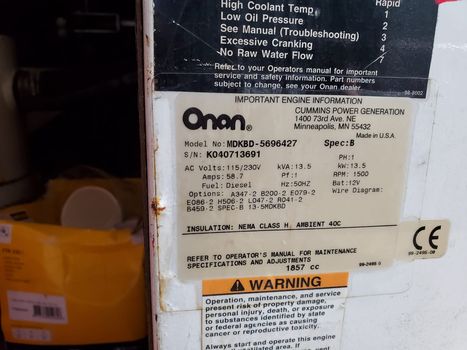 High Coolant Temp Rapid
Low Oil Pressure 1
See Manual (Troubleshooting) 2
Excessive Cranking 3
No Raw Water Flow 4
Refer to your Operators manual for important
service and safety information. Part numbers
subject to change, see your Onan dealer.
IMPORTANT ENGINE INFORMATION
Onan®
CUMMINS POWER GENERATION
1400 73rd Ave. NE
Minneapolis, MN 55432
Made in U.S.A.
Model No: MDKBD-5696427 Spec:B
S/N: K040713691 PH:1
AC Volts: 115/230V kVA: 13.5 kW: 13.5
Amps: 58.7 Pf: 1 RPM: 1500
Fuel: Diesel Hz: 50HZ Bat: 12V
Options: A347-2 B200-2 E079-2 Wire Diagram:
E086-2 H506-2 L047-2 R041-2
B459-2 SPEC-B 13-5MDKBD
INSULATION: NEMA CLASS H. AMBIENT 40C
REFER TO OPERATOR'S MANUAL FOR MAINTENANCE
SPECIFICATIONS AND ADJUSTMENTS
1857 cc
CE
WARNING
Operation, maintenance, and service
present risk of property damage,
personal injury, death, or exposure
to substances identified by state
or federal agencies as causing
cancer or reproductive toxicity.
Always start and operate this engine